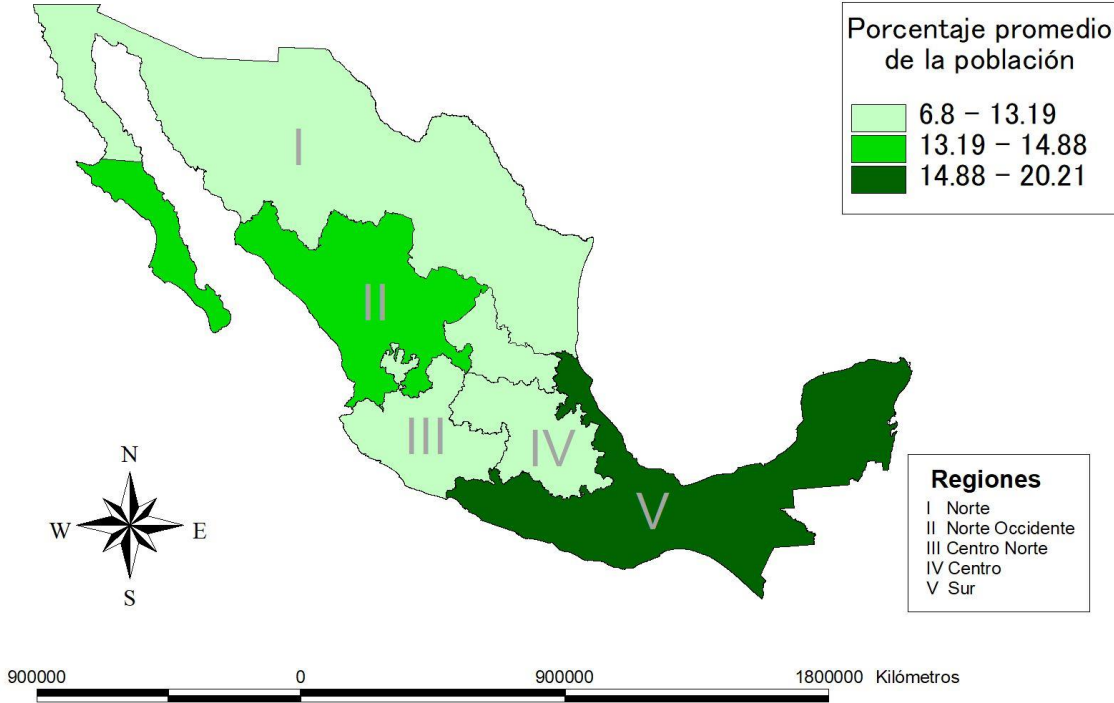 Porcentaje promedio
de la población
6.8 - 13.19
13.19 - 14.88
14.88 - 20.21
I
II
III
IV
V
N
W E
S
Regiones
I Norte
II Norte Occidente
III Centro Norte
IV Centro
V Sur
900000 0 900000 1800000 Kilómetros